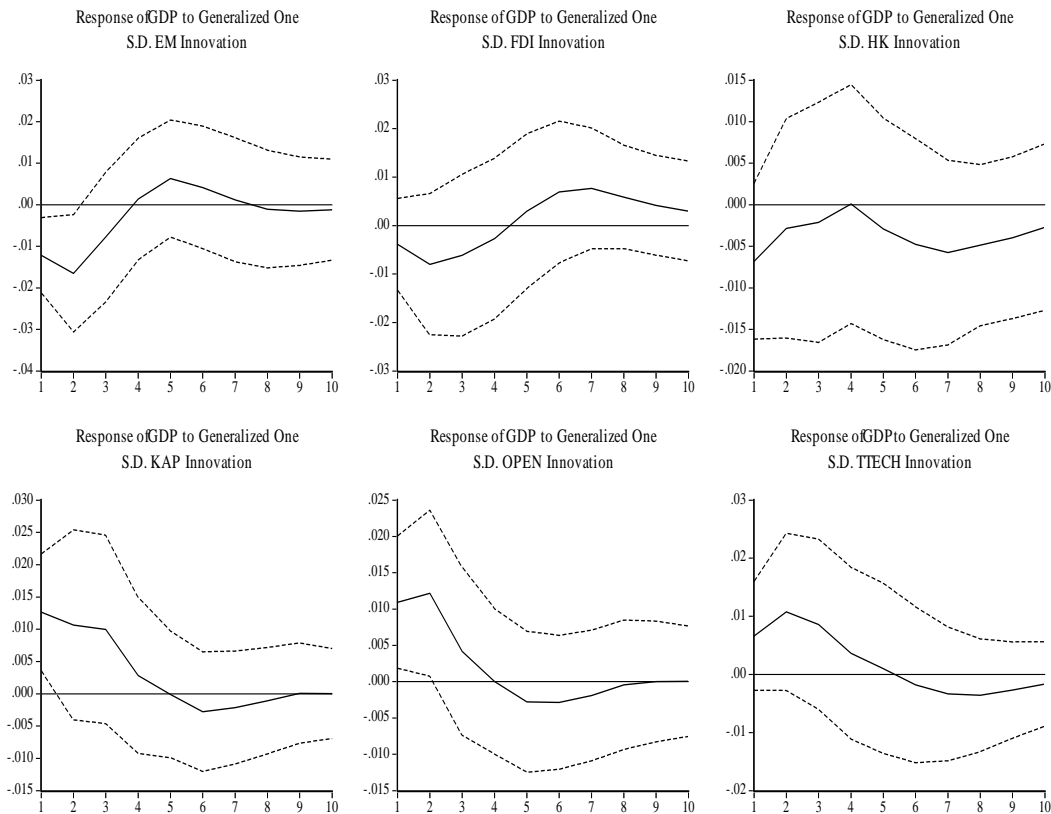 Response of GDP to Generalized One
S.D. EM Innovation
.03
.02
.01
.00
-.01
-.02
-.03
-.04
1 2 3 4 5 6 7 8 9 10
Response of GDP to Generalized One
S.D. FDI Innovation
.03
.02
.01
.00
-.01
-.02
-.03
1 2 3 4 5 6 7 8 9 10
Response of GDP to Generalized One
S.D. HK Innovation
.015
.010
.005
.000
-.005
-.010
-.015
-.020
1 2 3 4 5 6 7 8 9 10
Response of GDP to Generalized One
S.D. KAP Innovation
.030
.025
.020
.015
.010
.005
.000
-.005
-.010
-.015
1 2 3 4 5 6 7 8 9 10
Response of GDP to Generalized One
S.D. OPEN Innovation
.025
.020
.015
.010
.005
.000
-.005
-.010
-.015
1 2 3 4 5 6 7 8 9 10
Response of GDP to Generalized One
S.D. TTECH Innovation
.03
.02
.01
.00
-.01
-.02
1 2 3 4 5 6 7 8 9 10